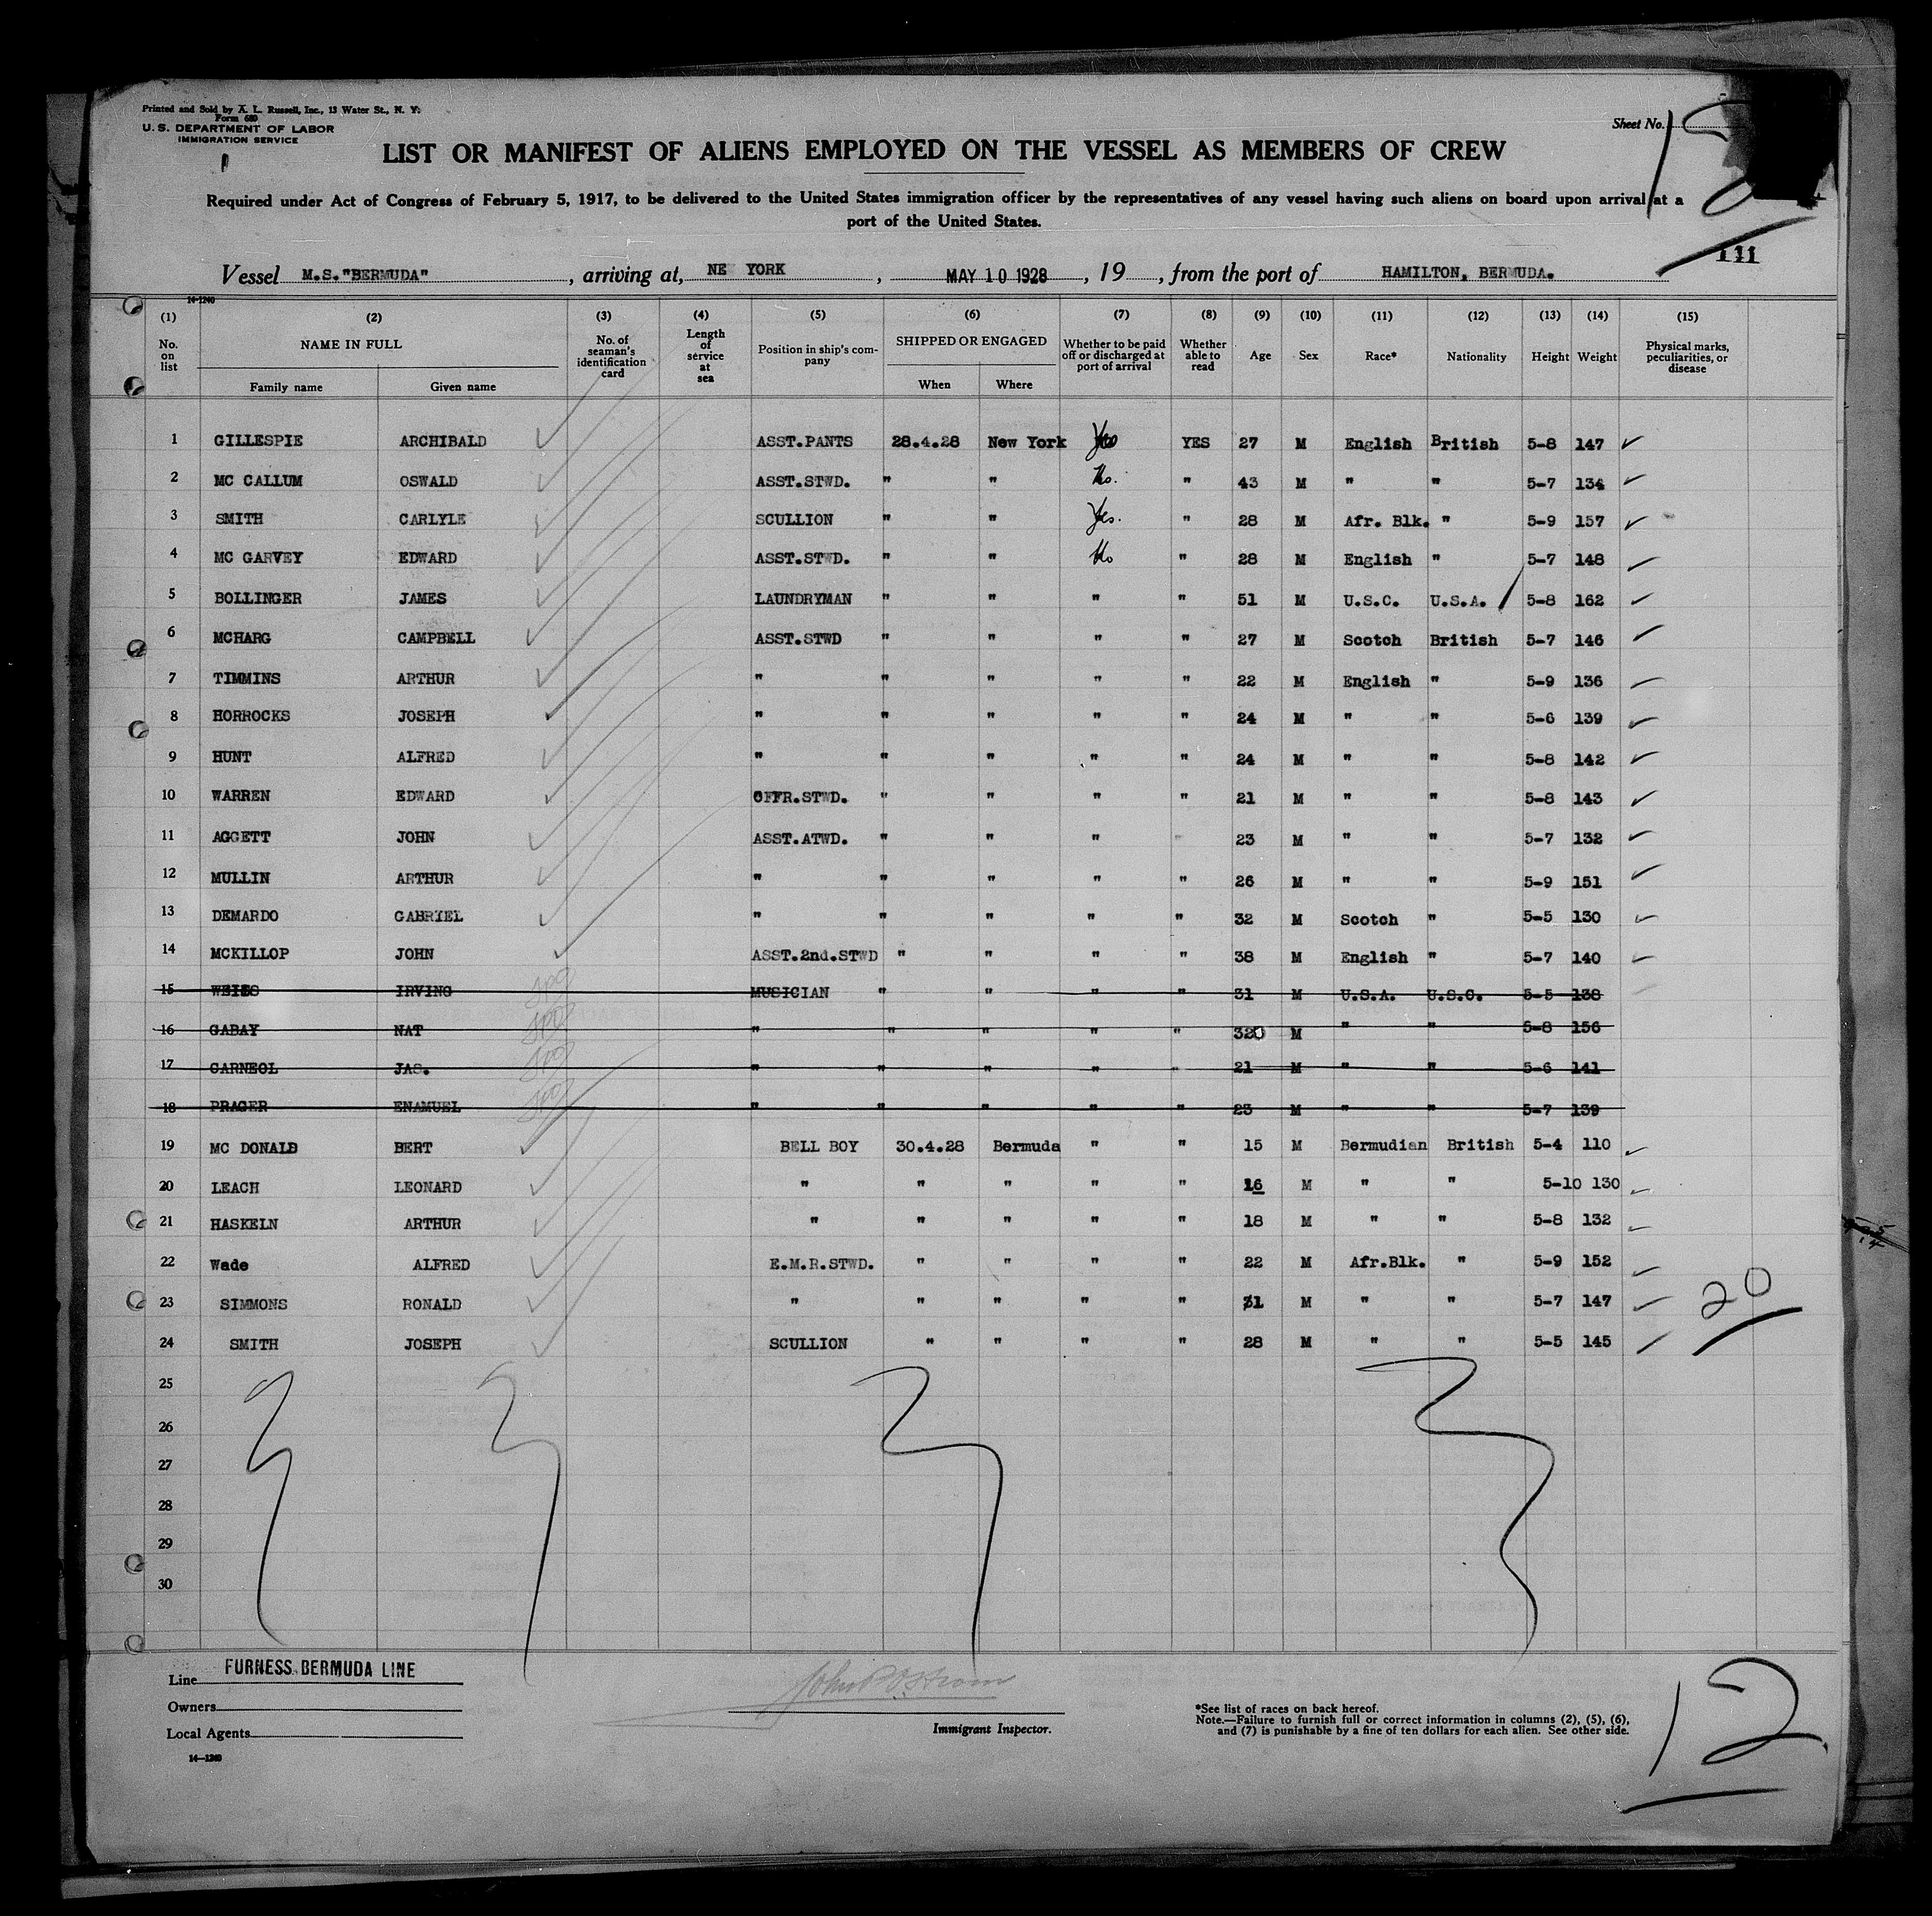 Printed and Sold by A. L. Russell, Inc., 13 Water St., N. Y.
Form 680
U. S. DEPARTMENT OF LABOR
IMMIGRATION SERVICE
Sheet No.
LIST OR MANIFEST OF ALIENS EMPLOYED ON THE VESSEL AS MEMBERS OF CREW
Required under Act of Congress of February 5, 1917, to be delivered to the United States immigration officer by the representatives of any vessel having such aliens on board upon arrival at a
port of the United States.
141
Vessel M.S."BERMUDA" , arriving at, NE YORK , MAY 10 1928 , 19 , from the port of HAMILTON, BERMUDA.
14-1240
(1) (2) (3) (4) (5) (6) (7) (8) (9) (10) (11) (12) (13) (14) (15)
No. on list NAME IN FULL Family name Given name No. of seaman's identification card Length of service at sea Position in ship's company SHIPPED OR ENGAGED When Where Whether to be paid off or discharged at port of arrival Whether able to read Age Sex Race* Nationality Height Weight Physical marks, peculiarities, or disease
1 GILLESPIE ARCHIBALD ASST.PANTS 28.4.28 New York Yes YES 27 M English British 5-8 147
2 MC CALLUM OSWALD ASST.STWD. " " No. " 43 M " " 5-7 134
3 SMITH CARLYLE SCULLION " " Yes. " 28 M Afr. Blk. " 5-9 157
4 MC GARVEY EDWARD ASST.STWD. " " No " 28 M English " 5-7 148
5 BOLLINGER JAMES LAUNDRYMAN " " " " 51 M U.S.C. U.S.A. 5-8 162
6 MCHARG CAMPBELL ASST.STWD " " " " 27 M Scotch British 5-7 146
7 TIMMINS ARTHUR " " " " " 22 M English " 5-9 136
8 HORROCKS JOSEPH " " " " " 24 M " " 5-6 139
9 HUNT ALFRED " " " " " 24 M " " 5-8 142
10 WARREN EDWARD OFFR.STWD. " " " " 21 M " " 5-8 143
11 AGGETT JOHN ASST.ATWD. " " " " 23 M " " 5-7 132
12 MULLIN ARTHUR " " " " " 26 M " " 5-9 151
13 DEMARDO GABRIEL " " " " " 32 M Scotch " 5-5 130
14 MCKILLOP JOHN ASST.2nd.STWD " " " " 38 M English " 5-7 140
15 WEISS IRVING MUSICIAN " " " " 31 M U.S.A. U.S.C. 5-5 138
16 GABAY NAT " " " " " 320 M " " 5-8 156
17 CARNEOL JAS. " " " " " 21 M " " 5-6 141
18 PRAGER ENAMUEL " " " " " 23 M " " 5-7 139
19 MC DONALD BERT BELL BOY 30.4.28 Bermuda " " 15 M Bermudian British 5-4 110
20 LEACH LEONARD " " " " " 16 M " " 5-10 130
21 HASKELN ARTHUR " " " " " 18 M " " 5-8 132
22 Wade ALFRED E.M.R.STWD. " " " " 22 M Afr.Blk. " 5-9 152
23 SIMMONS RONALD " " " " " 31 M " " 5-7 147
24 SMITH JOSEPH SCULLION " " " " 28 M " " 5-5 145
20
25
26
27
28
29
30
Line FURNESS BERMUDA LINE
Owners
Local Agents
14-1240
Immigrant Inspector.
*See list of races on back hereof.
Note.—Failure to furnish full or correct information in columns (2), (5), (6),
and (7) is punishable by a fine of ten dollars for each alien. See other side.
12